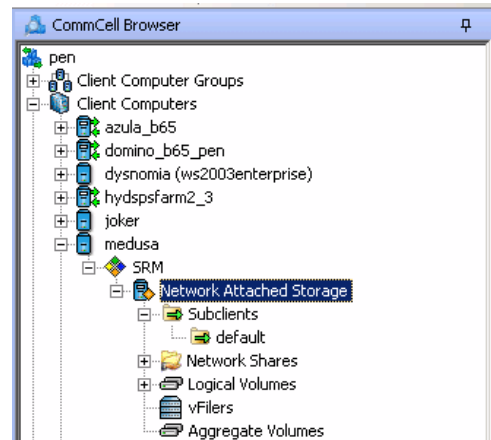 CommCell Browser
pen
Client Computer Groups
Client Computers
azula_b65
domino_b65_pen
dysnomia (ws2003enterprise)
hydspsfarm2_3
joker
medusa
SRM
Network Attached Storage
Subclients
default
Network Shares
Logical Volumes
vFilers
Aggregate Volumes